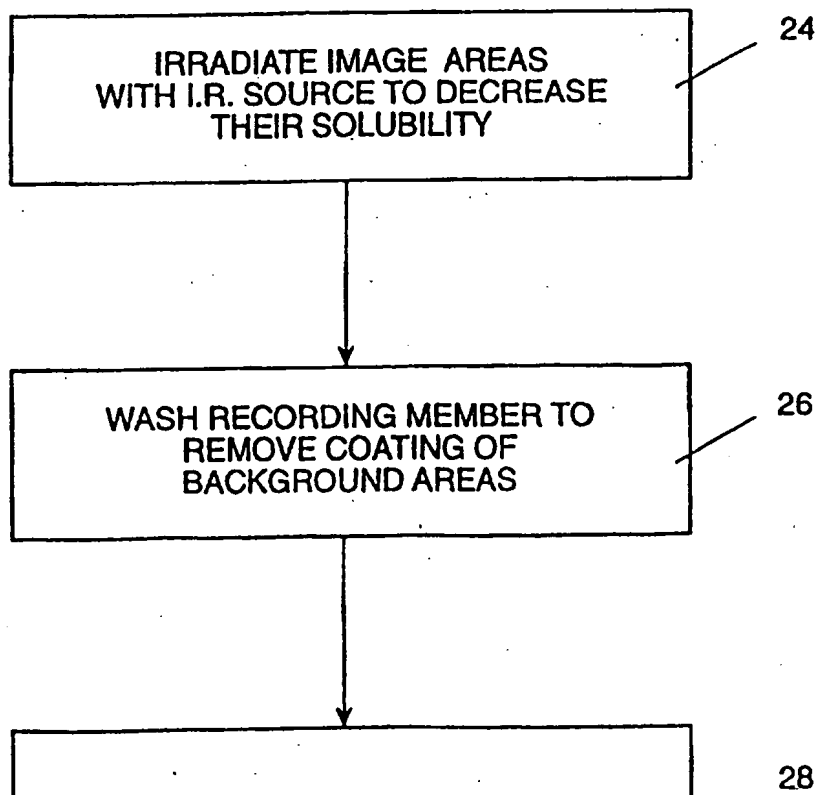 24
IRRADIATE IMAGE AREAS
WITH I.R. SOURCE TO DECREASE
THEIR SOLUBILITY
26
WASH RECORDING MEMBER TO
REMOVE COATING OF
BACKGROUND AREAS
28